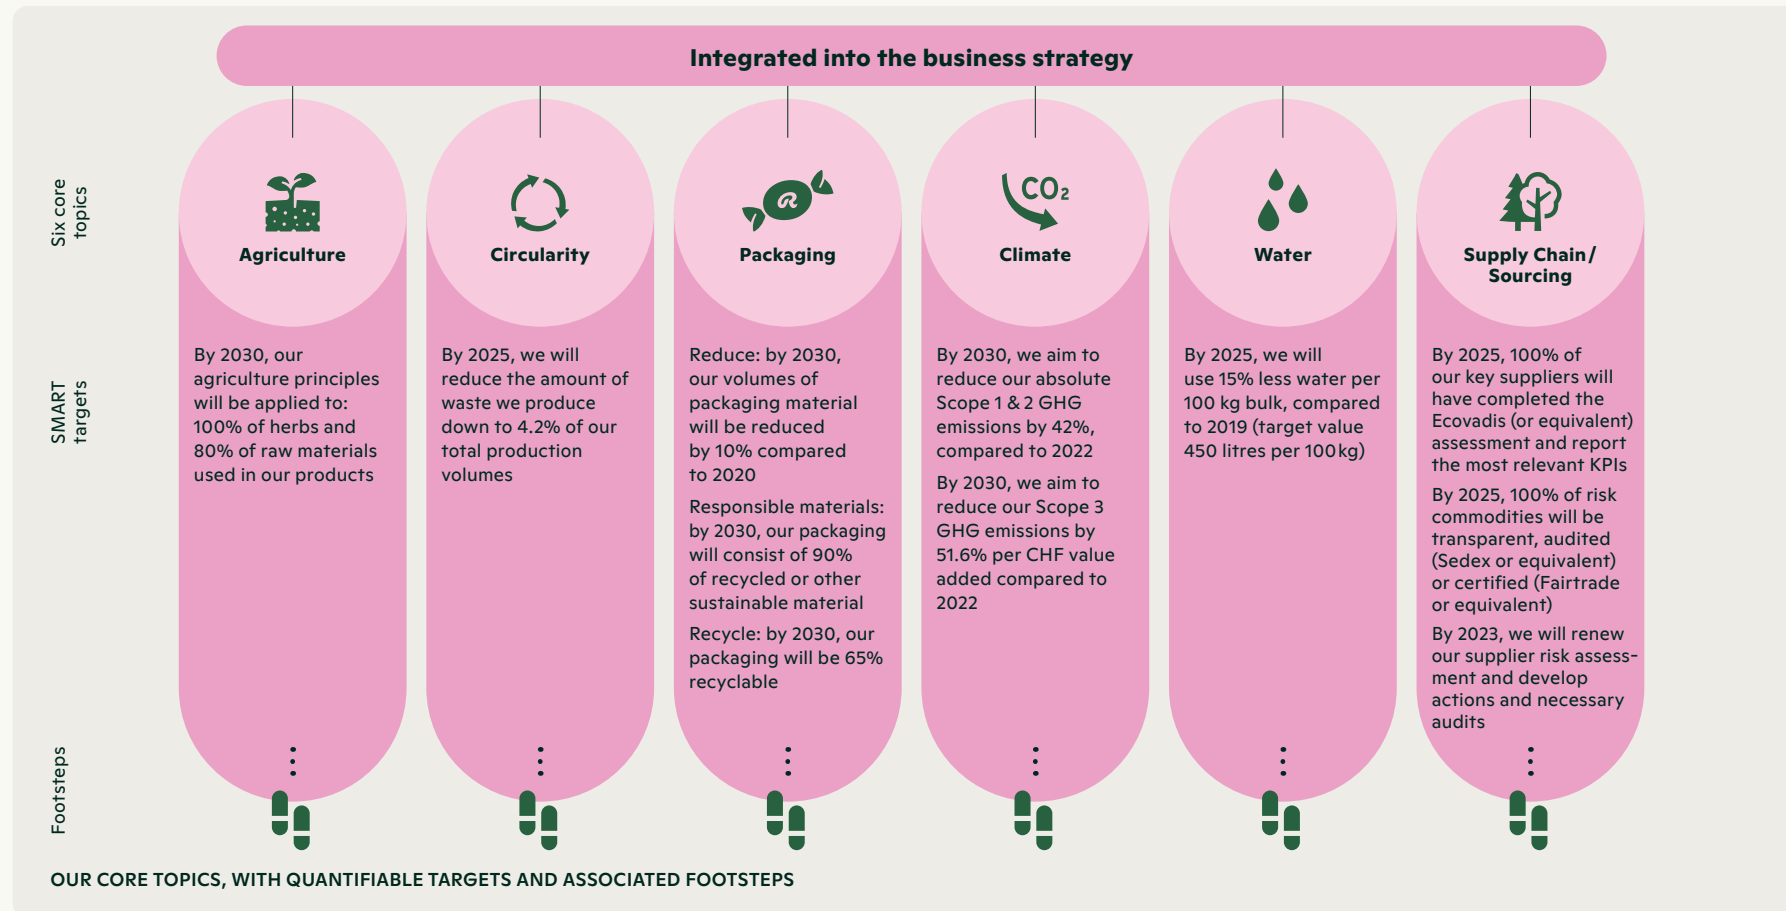 Integrated into the business strategy
Six core
topics
Agriculture
Circularity
R
Packaging
CO₂
Climate
Water
Supply Chain/
Sourcing
SMART
targets
By 2030, our
agriculture principles
will be applied to:
100% of herbs and
80% of raw materials
used in our products
By 2025, we will
reduce the amount of
waste we produce
down to 4.2% of our
total production
volumes
Reduce: by 2030,
our volumes of
packaging material
will be reduced
by 10% compared
to 2020
Responsible materials:
by 2030, our packaging
will consist of 90%
of recycled or other
sustainable material
Recycle: by 2030, our
packaging will be 65%
recyclable
By 2030, we aim to
reduce our absolute
Scope 1 & 2 GHG
emissions by 42%,
compared to 2022
By 2030, we aim to
reduce our Scope 3
GHG emissions by
51.6% per CHF value
added compared to
2022
By 2025, we will
use 15% less water per
100 kg bulk, compared
to 2019 (target value
450 litres per 100 kg)
By 2025, 100% of
our key suppliers will
have completed the
Ecovadis (or equivalent)
assessment and report
the most relevant KPIs
By 2025, 100% of risk
commodities will be
transparent, audited
(Sedex or equivalent)
or certified (Fairtrade
or equivalent)
By 2023, we will renew
our supplier risk assess-
ment and develop
actions and necessary
audits
Footsteps
OUR CORE TOPICS, WITH QUANTIFIABLE TARGETS AND ASSOCIATED FOOTSTEPS